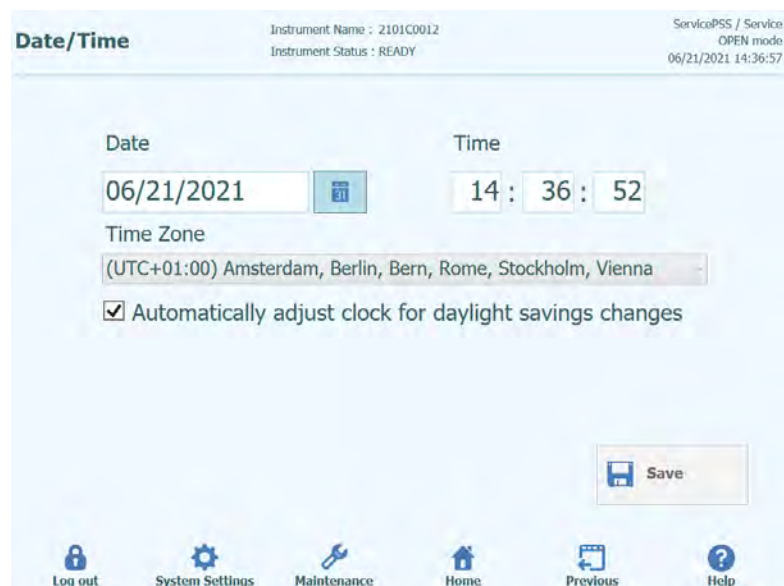 Date/Time
Instrument Name : 2101C0012
Instrument Status : READY
ServicePSS / Service
OPEN mode
06/21/2021 14:36:57
Date
Time
06/21/2021
31
14 : 36 : 52
Time Zone
(UTC+01:00) Amsterdam, Berlin, Bern, Rome, Stockholm, Vienna
Automatically adjust clock for daylight savings changes
Save
Log out System Settings Maintenance Home Previous Help